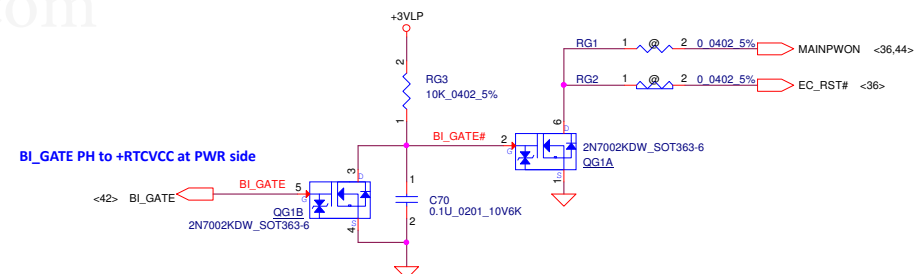 com
+3VLP
RG1 1 @ 2 0_0402_5% MAINPWON <36,44>
2
RG3
10K_0402_5%
RG2 1 @ 2 0_0402_5% EC_RST# <36>
1
6
D
BI_GATE# 2
G
2N7002KDW_SOT363-6
QG1A
BI_GATE PH to +RTCVCC at PWR side
3
D
S
1
<42> BI_GATE BI_GATE 5
G
1
C70
0.1U_0201_10V6K
2
QG1B
2N7002KDW_SOT363-6
S
4